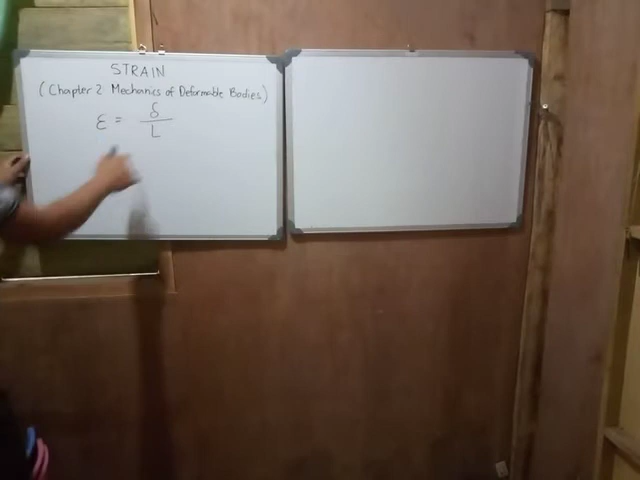 STRAIN
(Chapter 2 Mechanics of Deformable Bodies)
ε = δ / L